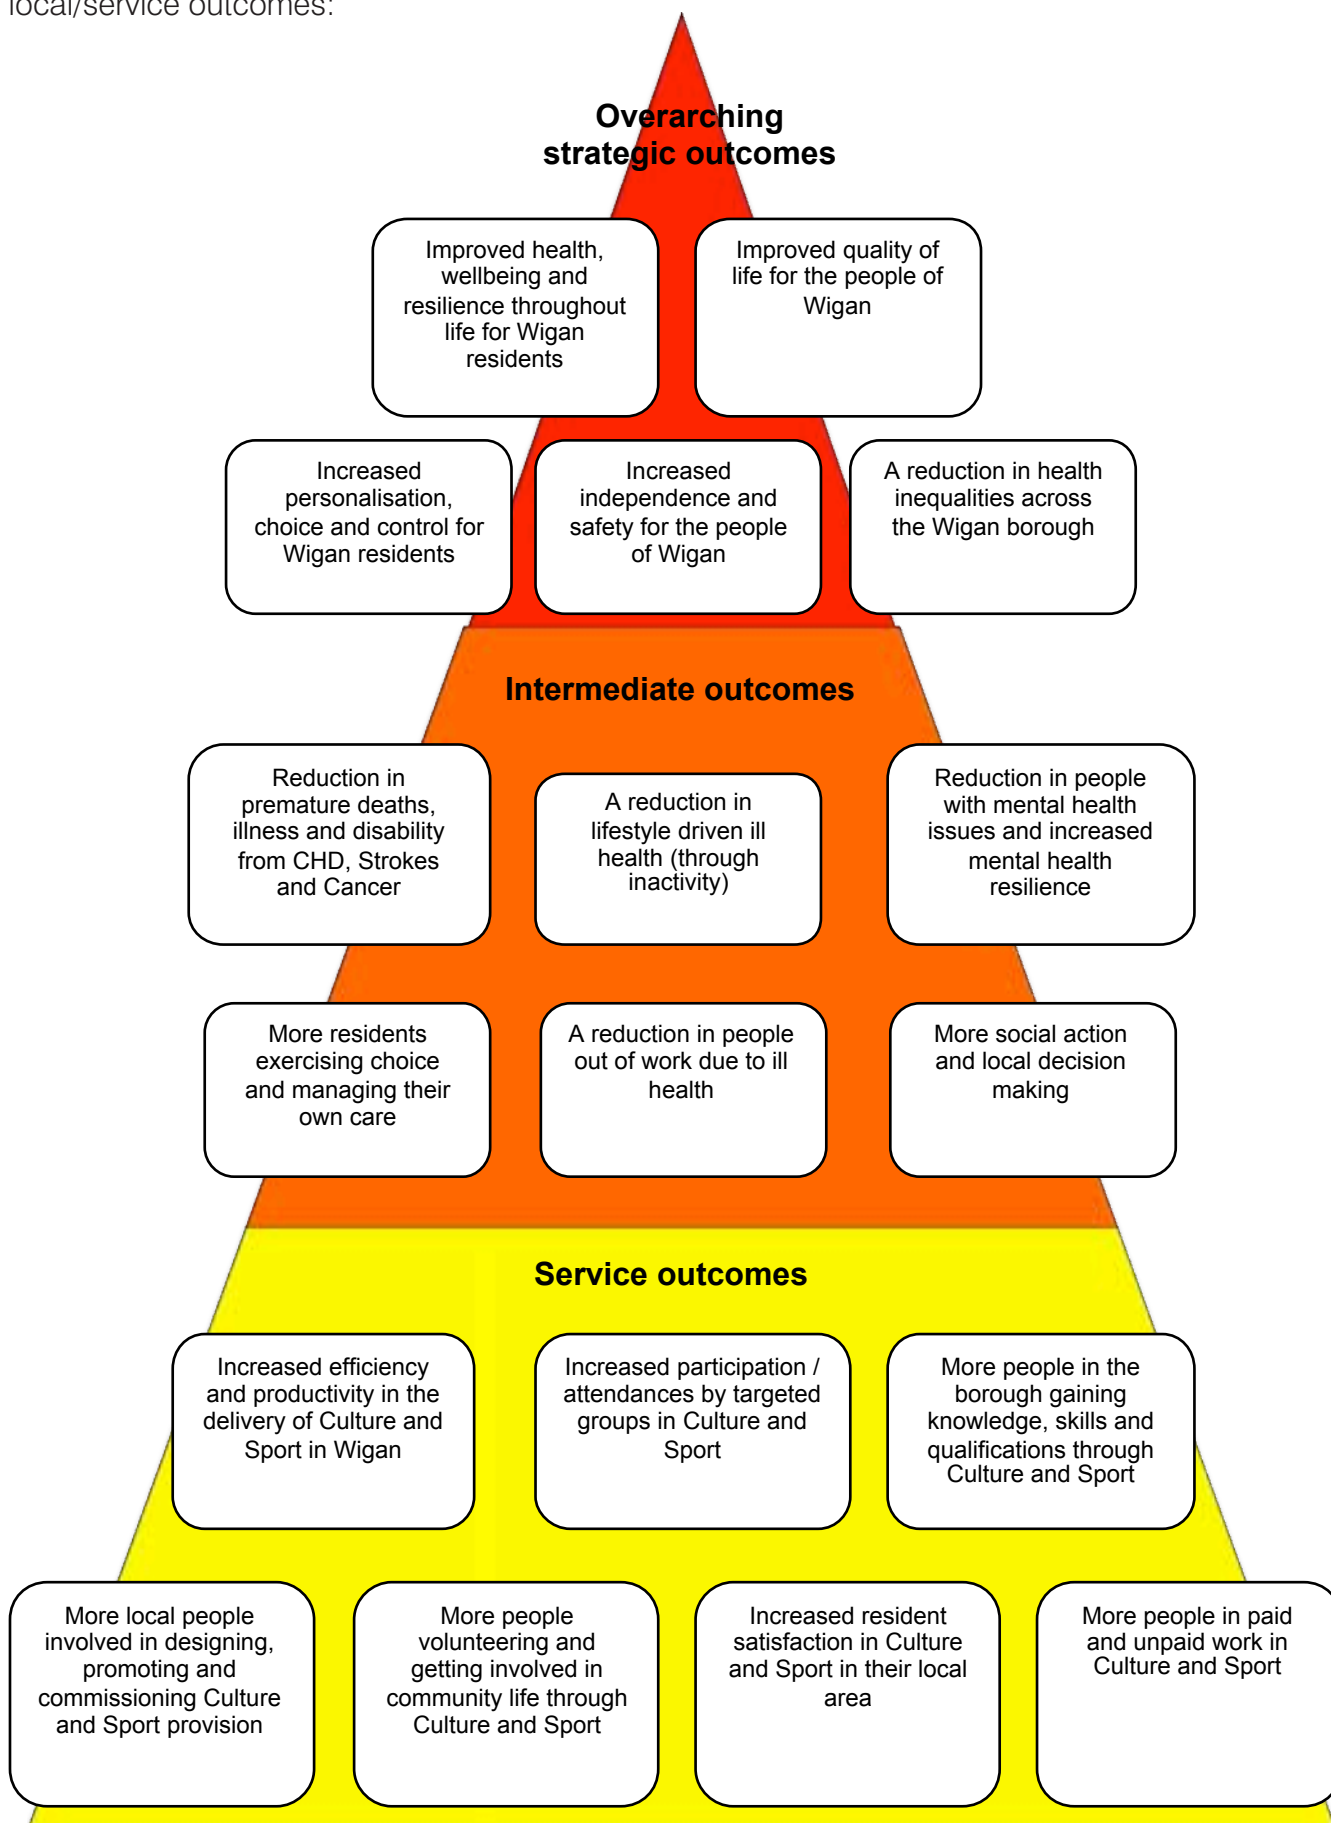 local/service outcomes:
Overarching
strategic outcomes
Improved health,
wellbeing and
resilience throughout
life for Wigan
residents
Improved quality of
life for the people of
Wigan
Increased
personalisation,
choice and control for
Wigan residents
Increased
independence and
safety for the people
of Wigan
A reduction in health
inequalities across
the Wigan borough
Intermediate outcomes
Reduction in
premature deaths,
illness and disability
from CHD, Strokes
and Cancer
A reduction in
lifestyle driven ill
health (through
inactivity)
Reduction in people
with mental health
issues and increased
mental health
resilience
More residents
exercising choice
and managing their
own care
A reduction in people
out of work due to ill
health
More social action
and local decision
making
Service outcomes
Increased efficiency
and productivity in the
delivery of Culture and
Sport in Wigan
Increased participation /
attendances by targeted
groups in Culture and
Sport
More people in the
borough gaining
knowledge, skills and
qualifications through
Culture and Sport
More local people
involved in designing,
promoting and
commissioning Culture
and Sport provision
More people
volunteering and
getting involved in
community life through
Culture and Sport
Increased resident
satisfaction in Culture
and Sport in their local
area
More people in paid
and unpaid work in
Culture and Sport